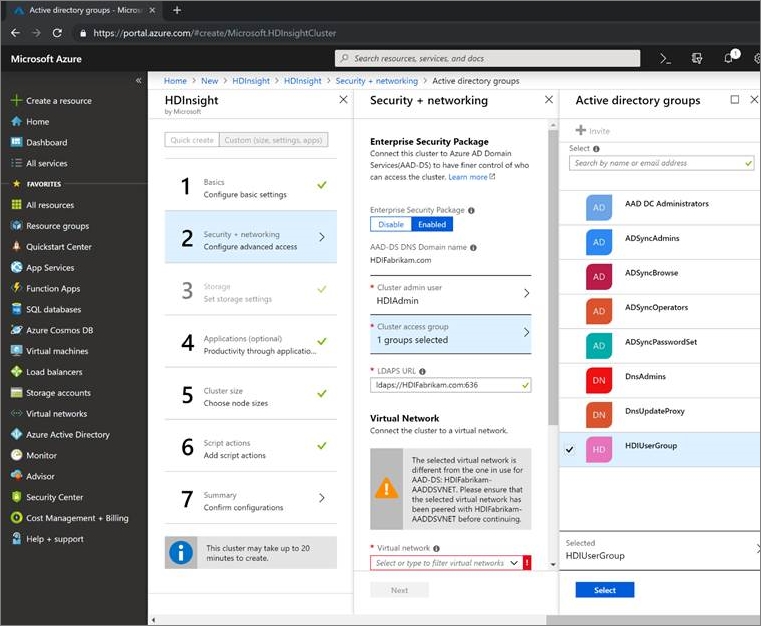 Active directory groups - Micros
https://portal.azure.com/#create/Microsoft.HDInsightCluster
Microsoft Azure
Search resources, services, and docs
1
Create a resource
Home
Dashboard
All services
FAVORITES
All resources
Resource groups
Quickstart Center
App Services
Function Apps
SQL databases
Azure Cosmos DB
Virtual machines
Load balancers
Storage accounts
Virtual networks
Azure Active Directory
Monitor
Advisor
Security Center
Cost Management + Billing
Help + support
Home > New > HDInsight > HDInsight > Security + networking > Active directory groups
HDInsight
by Microsoft
Quick create
Custom (size, settings, apps)
1
Basics
Configure basic settings
2
Security + networking
Configure advanced access
3
Storage
Set storage settings
4
Applications (optional)
Productivity through applicatio...
5
Cluster size
Choose node sizes
6
Script actions
Add script actions
7
Summary
Confirm configurations
This cluster may take up to 20
minutes to create.
Security + networking
Enterprise Security Package
Connect this cluster to Azure AD Domain
Services(AAD-DS) to have finer control of who
can access the cluster. Learn more
Enterprise Security Package
Disable
Enabled
AAD-DS DNS Domain name
HDIFabrikam.com
* Cluster admin user
HDIAdmin
* Cluster access group
1 groups selected
* LDAPS URL
ldaps://HDIFabrikam.com:636
Virtual Network
Connect the cluster to a virtual network.
The selected virtual network is
different from the one in use for
AAD-DS: HDIFabrikam-
AADDSVNET. Please ensure that
the selected virtual network has
been peered with HDIFabrikam-
AADDSVNET before continuing.
* Virtual network
Select or type to filter virtual networks
Next
Active directory groups
Invite
Select
Search by name or email address
AD
AAD DC Administrators
AD
ADSyncAdmins
AD
ADSyncBrowse
AD
ADSyncOperators
AD
ADSyncPasswordSet
DN
DnsAdmins
DN
DnsUpdateProxy
HD
HDIUserGroup
Selected
HDIUserGroup
Select